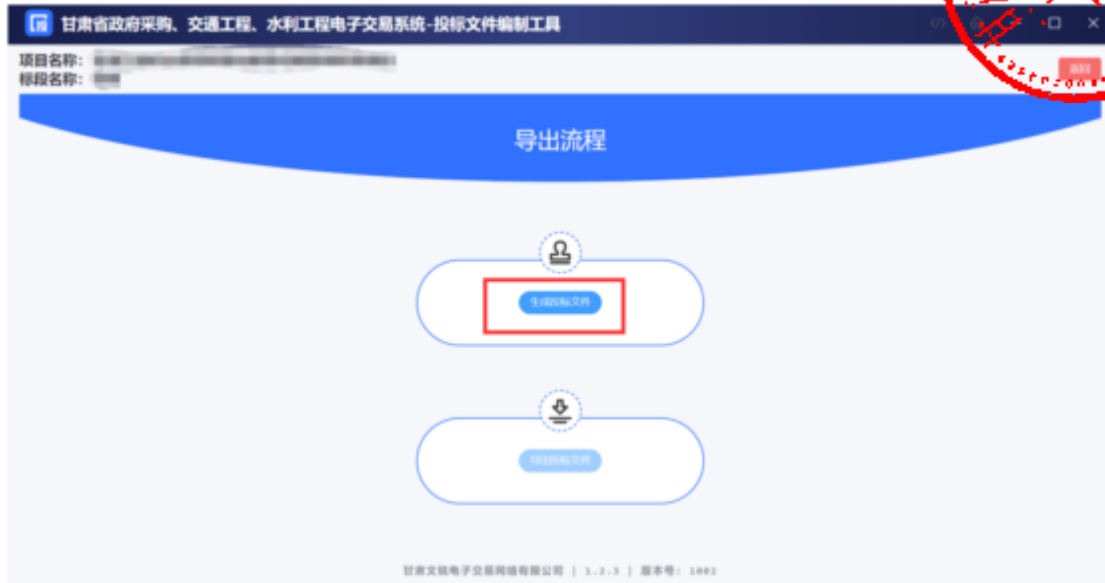 甘肃省政府采购、交通工程、水利工程电子交易系统-投标文件编制工具
项目名称：
标段名称：
返回
导出流程
生成投标文件
导出投标文件
甘肃文锐电子交易网络有限公司 | 1.2.3 | 版本号: 1002